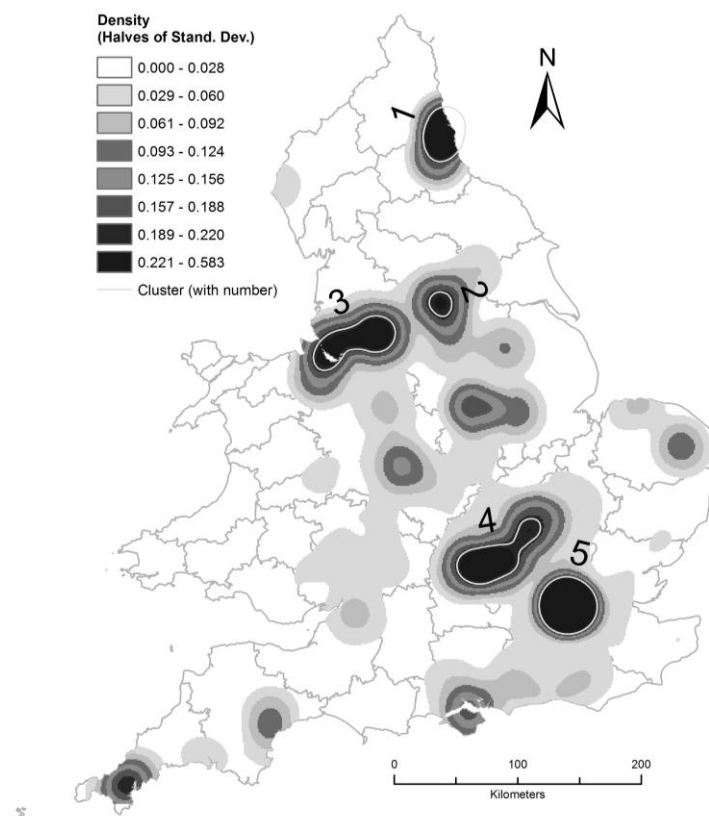 Density
(Halves of Stand. Dev.)
0.000 - 0.028
0.029 - 0.060
0.061 - 0.092
0.093 - 0.124
0.125 - 0.156
0.157 - 0.188
0.189 - 0.220
0.221 - 0.583
Cluster (with number)
N
1
2
3
4
5
0 100 200
Kilometers